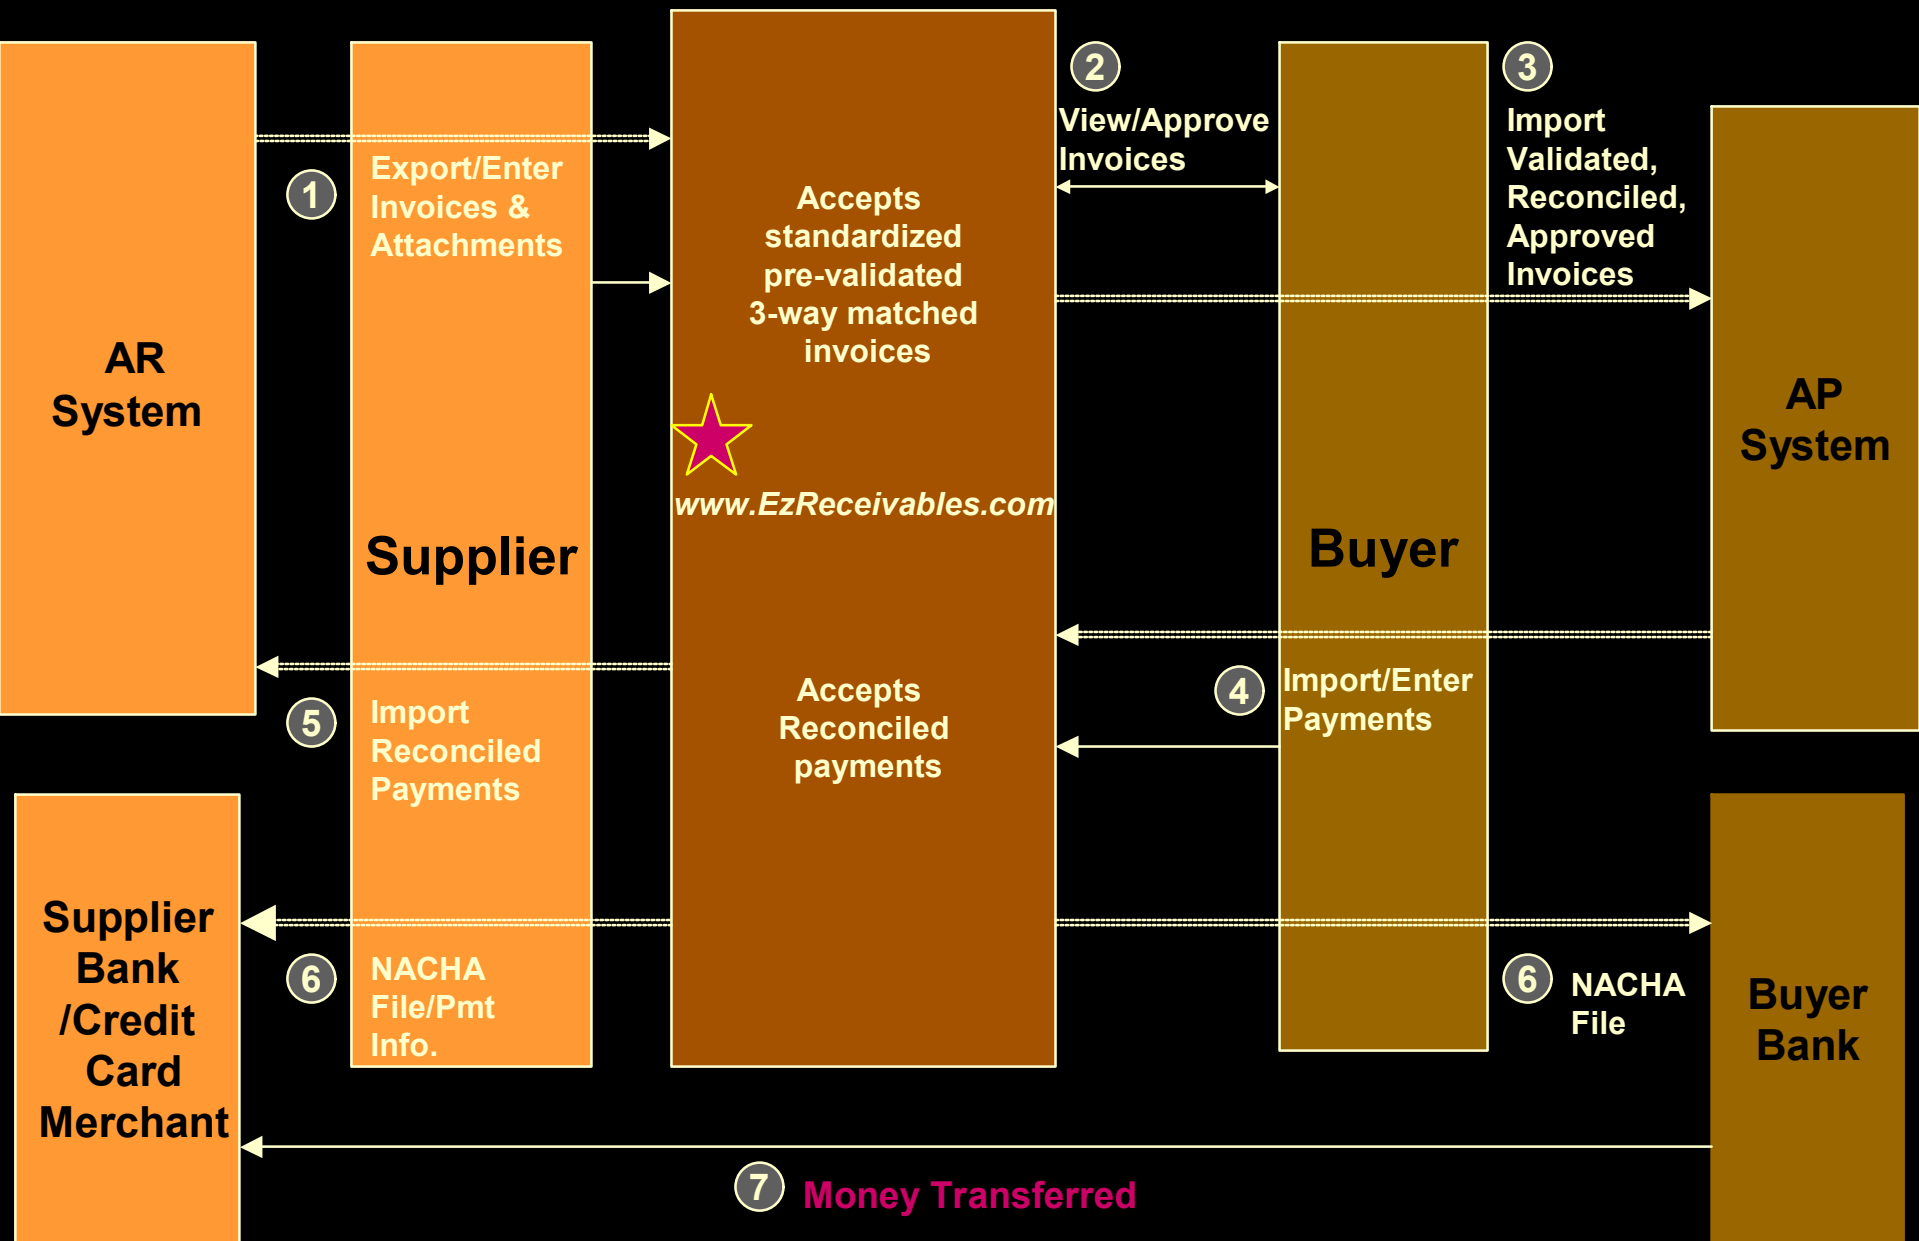 AR
System
1
Export/Enter
Invoices &
Attachments
Supplier
Accepts
standardized
pre-validated
3-way matched
invoices
www.EzReceivables.com
2
View/Approve
Invoices
Buyer
3
Import
Validated,
Reconciled,
Approved
Invoices
AP
System
4
Import/Enter
Payments
Accepts
Reconciled
payments
5
Import
Reconciled
Payments
Supplier
Bank
/Credit
Card
Merchant
6
NACHA
File/Pmt
Info.
6
NACHA
File
Buyer
Bank
7
Money Transferred